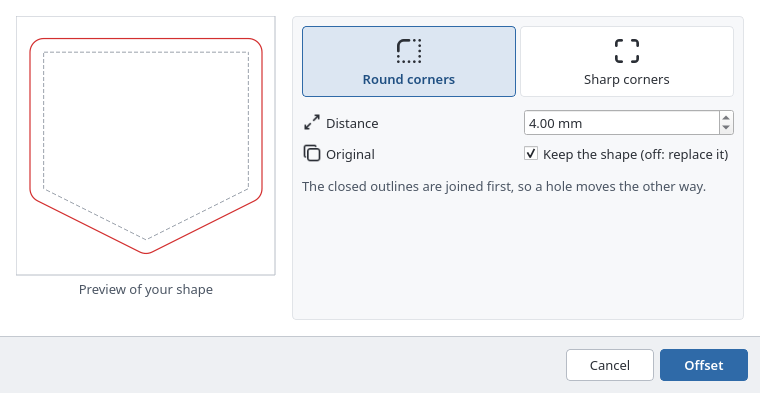 Round corners
Sharp corners
Distance
4.00 mm
Original
Keep the shape (off: replace it)
The closed outlines are joined first, so a hole moves the other way.
Preview of your shape
Cancel
Offset